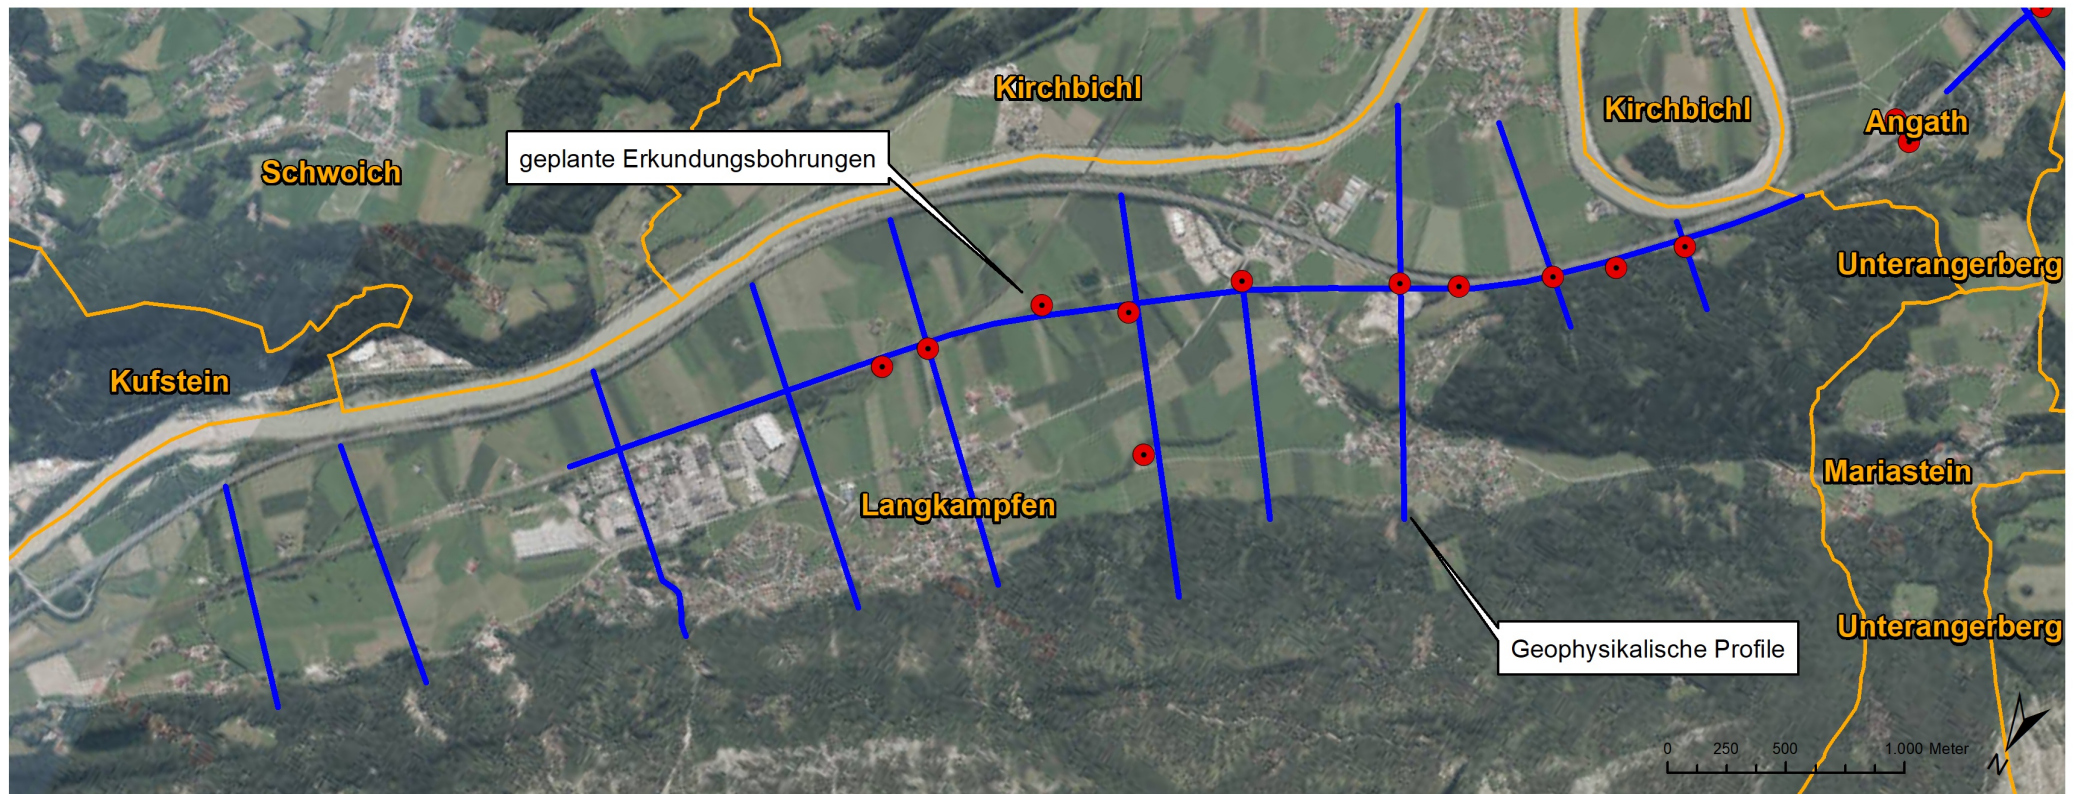 Kirchbichl
Kirchbichl
Angath
geplante Erkundungsbohrungen
Schwoich
Unterangerberg
Kufstein
Mariastein
Langkampfen
Unterangerberg
Geophysikalische Profile
0 250 500 1.000 Meter
N